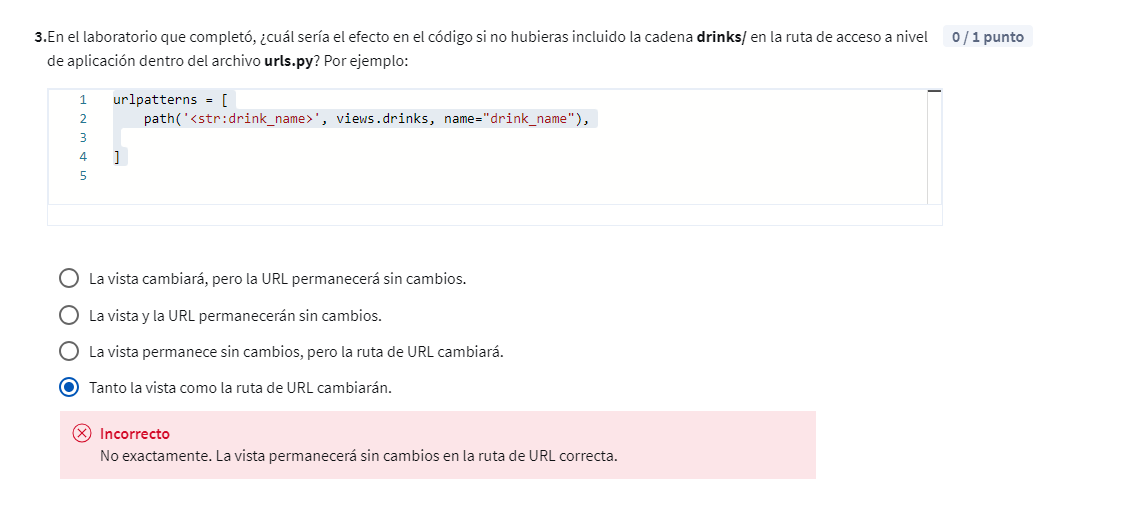 3.En el laboratorio que completó, ¿cuál sería el efecto en el código si no hubieras incluido la cadena drinks/ en la ruta de acceso a nivel
0 / 1 punto
de aplicación dentro del archivo urls.py? Por ejemplo:
1 urlpatterns = [
2 path('<str:drink_name>', views.drinks, name="drink_name"),
3
4 ]
5
La vista cambiará, pero la URL permanecerá sin cambios.
La vista y la URL permanecerán sin cambios.
La vista permanece sin cambios, pero la ruta de URL cambiará.
Tanto la vista como la ruta de URL cambiarán.
Incorrecto
No exactamente. La vista permanecerá sin cambios en la ruta de URL correcta.